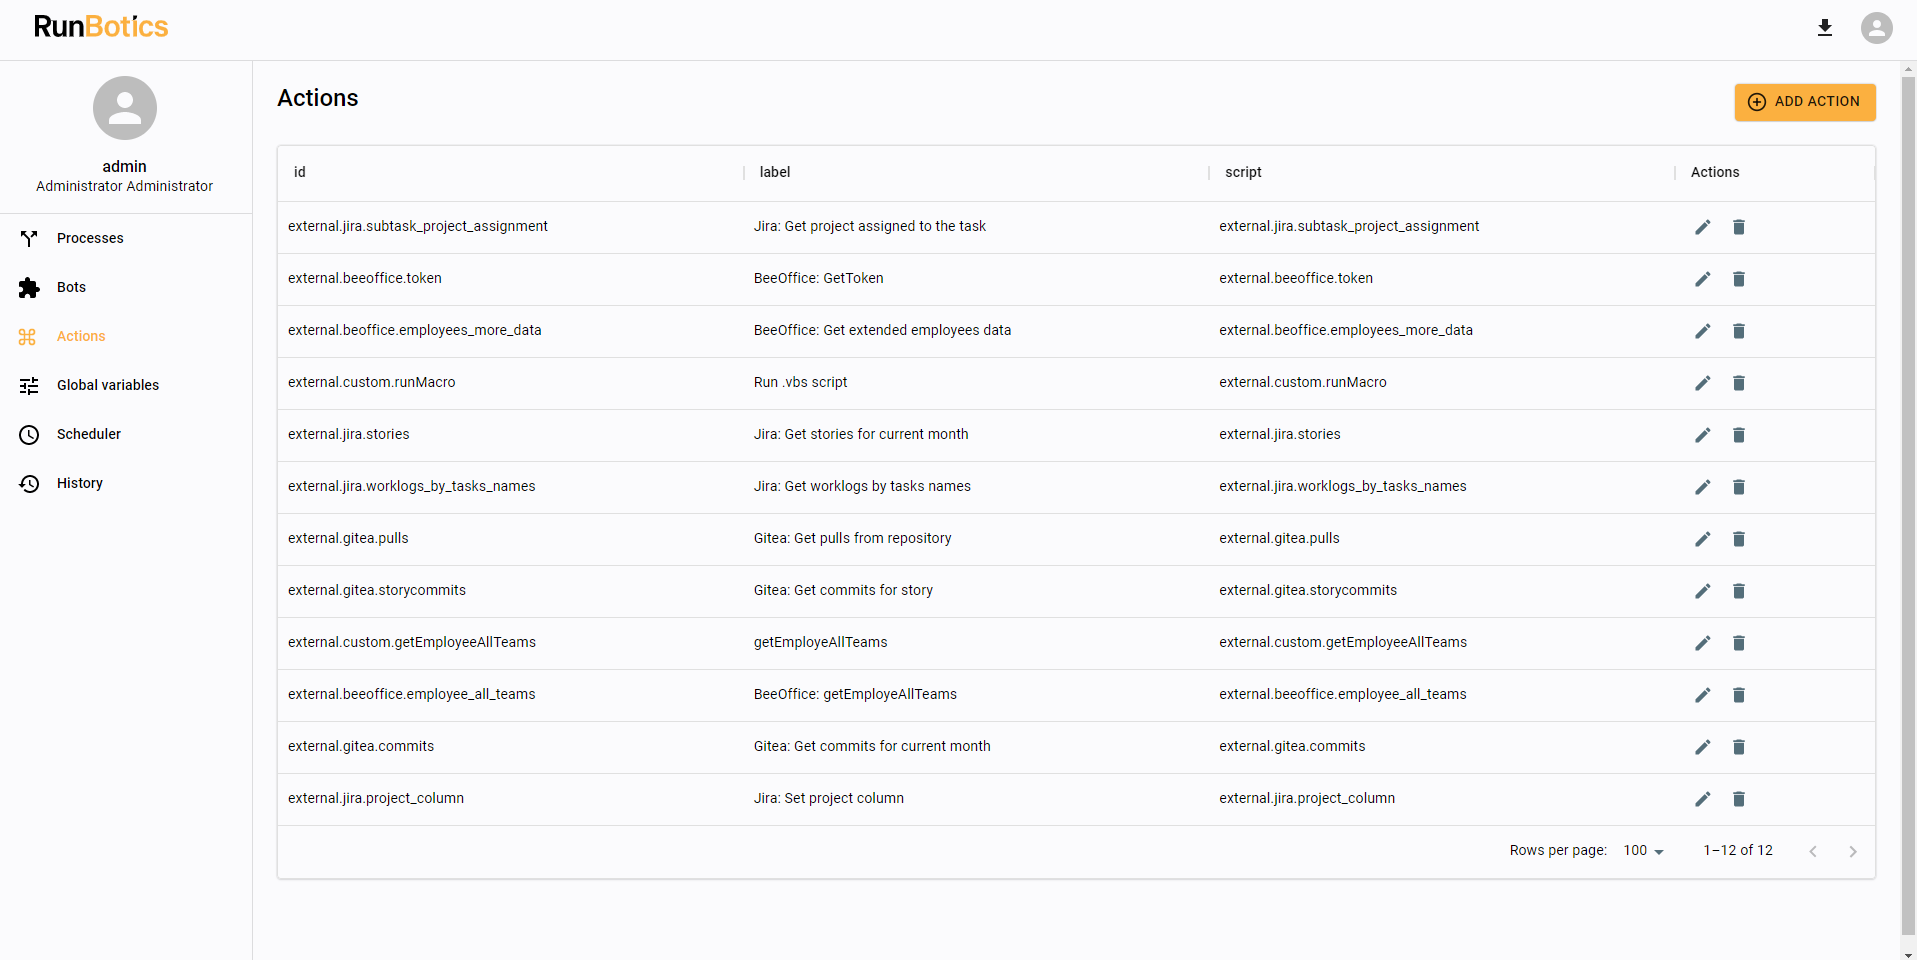 RunBotics
admin
Administrator Administrator
Processes
Bots
Actions
Global variables
Scheduler
History
Actions
ADD ACTION
id label script Actions
external.jira.subtask_project_assignment Jira: Get project assigned to the task external.jira.subtask_project_assignment
external.beeoffice.token BeeOffice: GetToken external.beeoffice.token
external.beoffice.employees_more_data BeeOffice: Get extended employees data external.beoffice.employees_more_data
external.custom.runMacro Run .vbs script external.custom.runMacro
external.jira.stories Jira: Get stories for current month external.jira.stories
external.jira.worklogs_by_tasks_names Jira: Get worklogs by tasks names external.jira.worklogs_by_tasks_names
external.gitea.pulls Gitea: Get pulls from repository external.gitea.pulls
external.gitea.storycommits Gitea: Get commits for story external.gitea.storycommits
external.custom.getEmployeeAllTeams getEmployeAllTeams external.custom.getEmployeeAllTeams
external.beeoffice.employee_all_teams BeeOffice: getEmployeAllTeams external.beeoffice.employee_all_teams
external.gitea.commits Gitea: Get commits for current month external.gitea.commits
external.jira.project_column Jira: Set project column external.jira.project_column
Rows per page: 100 1–12 of 12